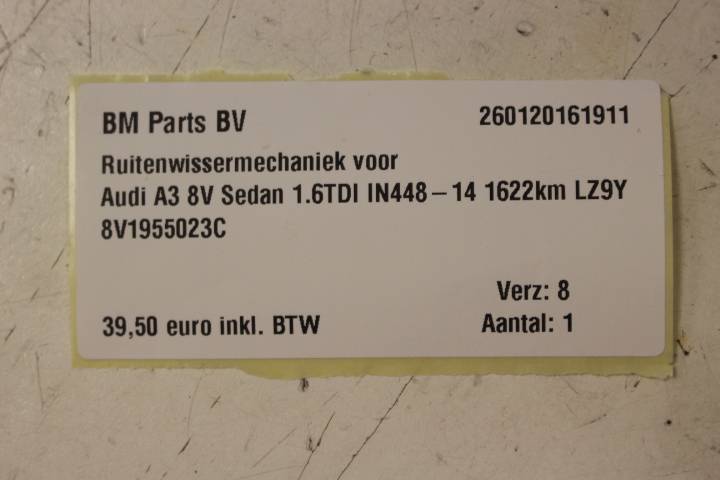 BM Parts BV 260120161911
Ruitenwissermechaniek voor
Audi A3 8V Sedan 1.6TDI IN448 – 14 1622km LZ9Y
8V1955023C
Verz: 8
39,50 euro inkl. BTW Aantal: 1